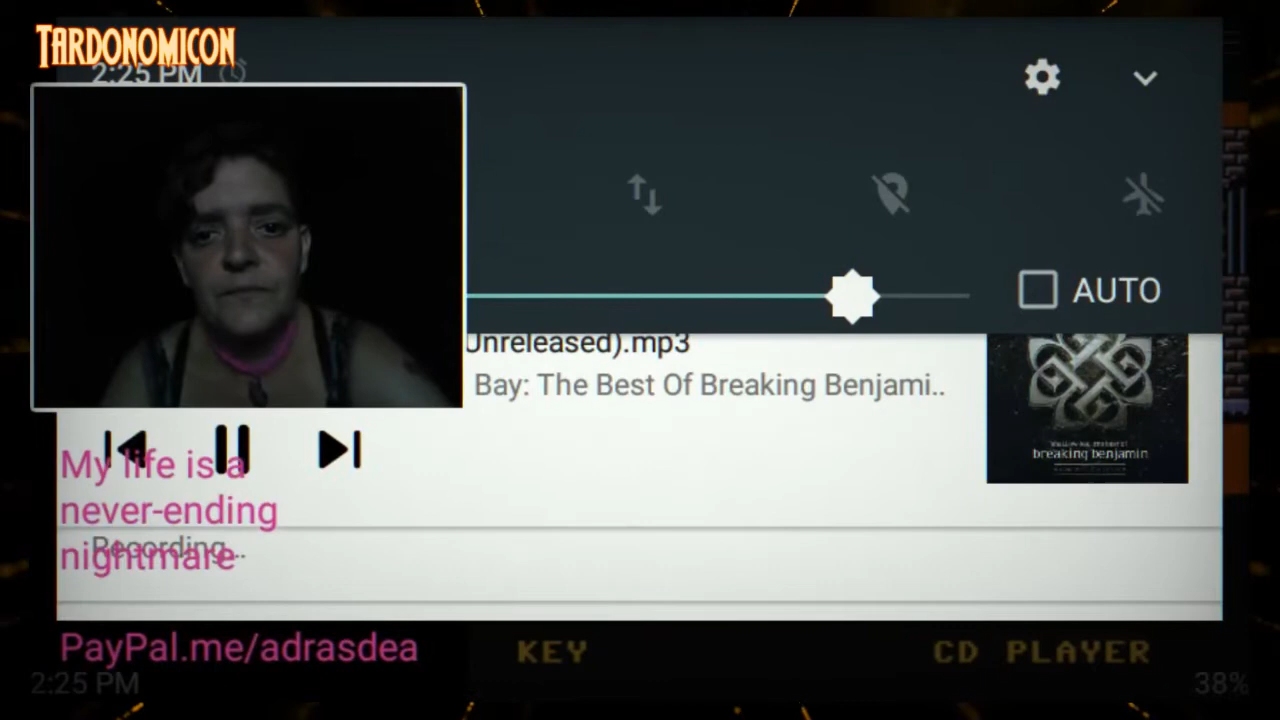 TARDONOMICON
2:25 PM
AUTO
Unreleased).mp3
Bay: The Best Of Breaking Benjami..
breaking benjamin
My life is a
never-ending
nightmare
Recording..
PayPal.me/adrasdea
KEY
CD PLAYER
2:25 PM
38%